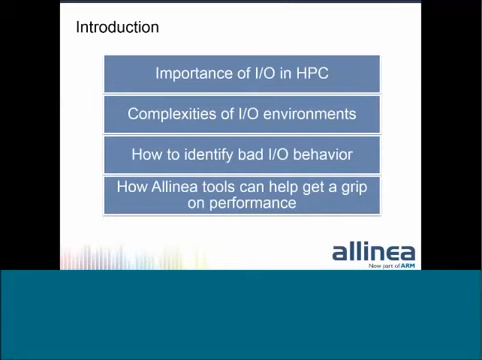 Introduction
Importance of I/O in HPC
Complexities of I/O environments
How to identify bad I/O behavior
How Allinea tools can help get a grip
on performance
allinea
Now part of ARM